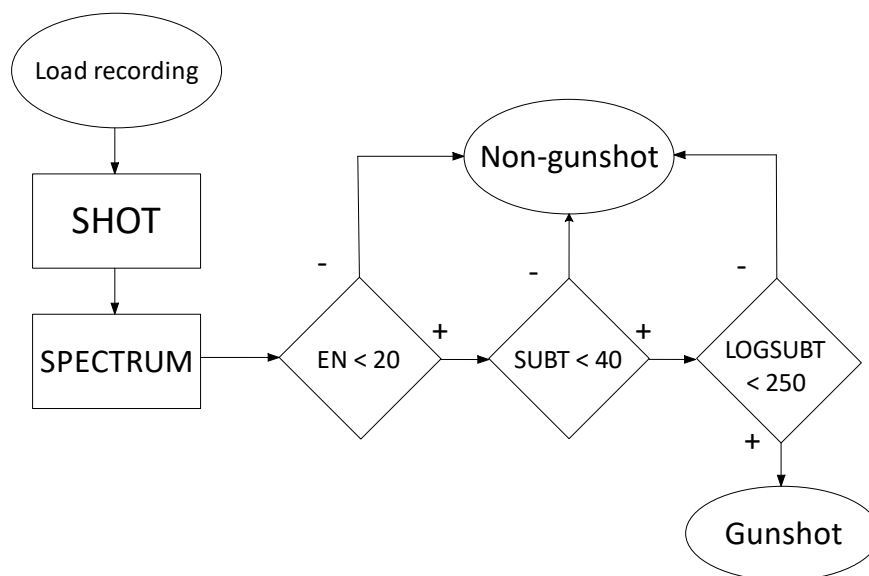 Load recording
SHOT
SPECTRUM
Non-gunshot
-
-
-
EN < 20
+
SUBT < 40
+
LOGSUBT
< 250
+
Gunshot